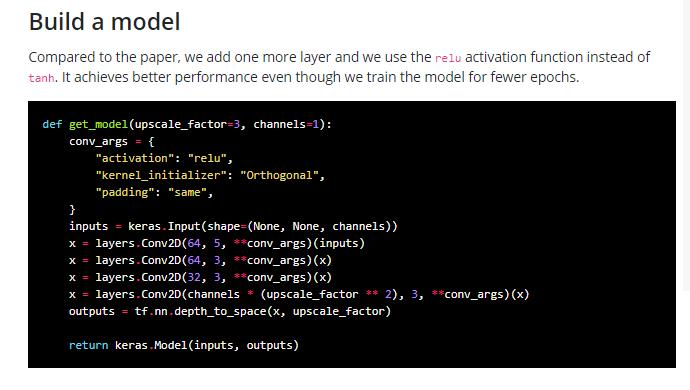 Build a model
Compared to the paper, we add one more layer and we use the relu activation function instead of
tanh. It achieves better performance even though we train the model for fewer epochs.
def get_model(upscale_factor=3, channels=1):
    conv_args = {
        "activation": "relu",
        "kernel_initializer": "Orthogonal",
        "padding": "same",
    }
    inputs = keras.Input(shape=(None, None, channels))
    x = layers.Conv2D(64, 5, **conv_args)(inputs)
    x = layers.Conv2D(64, 3, **conv_args)(x)
    x = layers.Conv2D(32, 3, **conv_args)(x)
    x = layers.Conv2D(channels * (upscale_factor ** 2), 3, **conv_args)(x)
    outputs = tf.nn.depth_to_space(x, upscale_factor)
    return keras.Model(inputs, outputs)